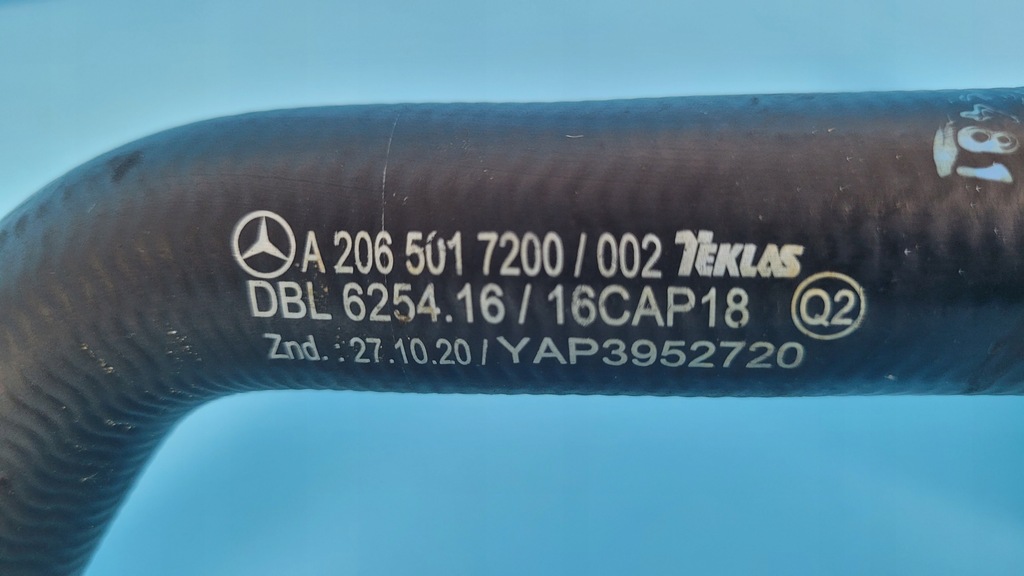 A 206 501 7200 / 002 TEKLAS
DBL 6254.16 / 16CAP18 Q2
Znd. : 27.10.20 / YAP3952720